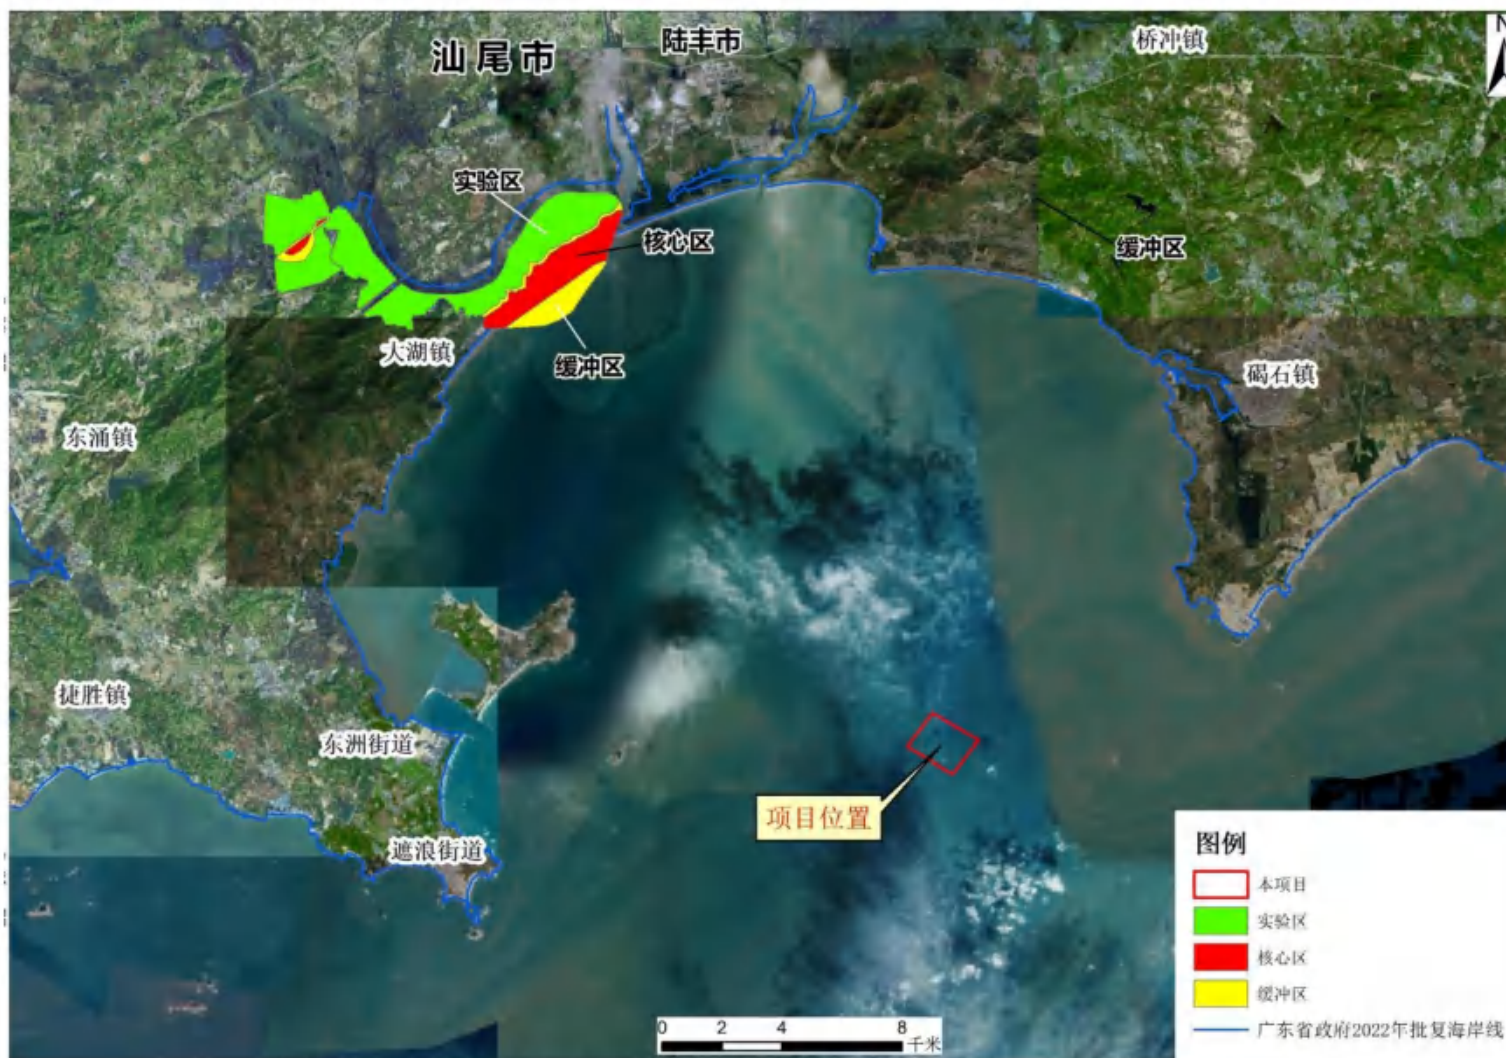 汕尾市
陆丰市
桥冲镇
N
实验区
核心区
缓冲区
缓冲区
大湖镇
碣石镇
东涌镇
捷胜镇
东洲街道
遮浪街道
项目位置
图例
本项目
实验区
核心区
缓冲区
广东省政府2022年批复海岸线
0 2 4 8
千米